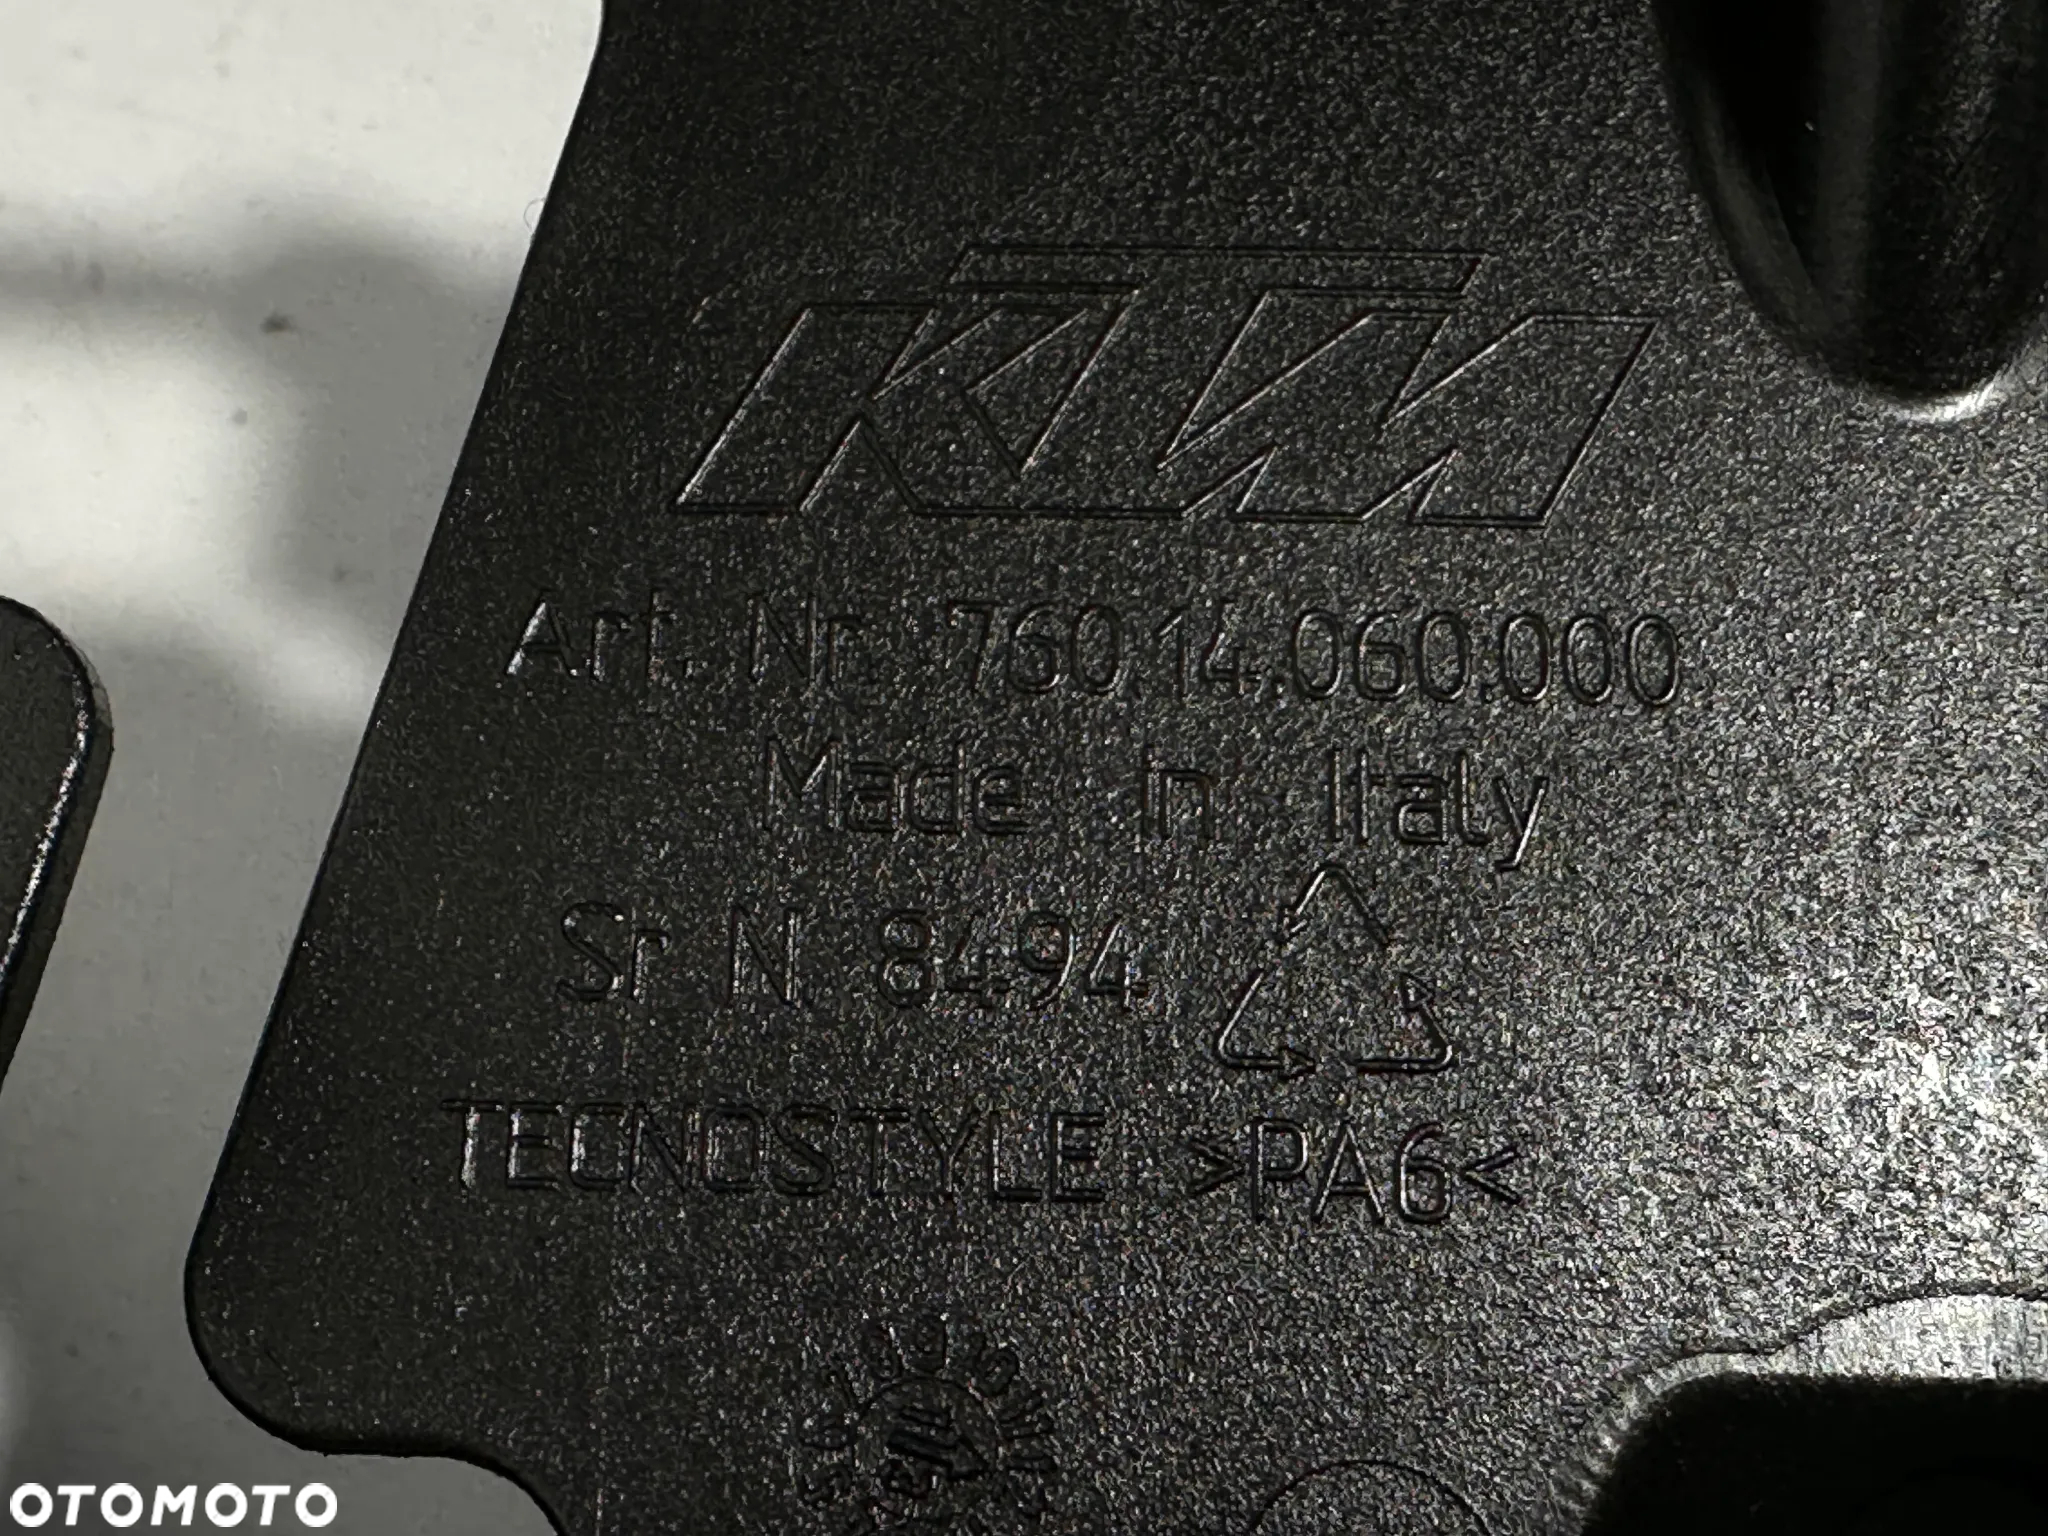 KTM
Art. Nr. 760.14.060.000
Made in Italy
Sr N 8494
TECNOSTYLE >PA6<
OTOMOTO